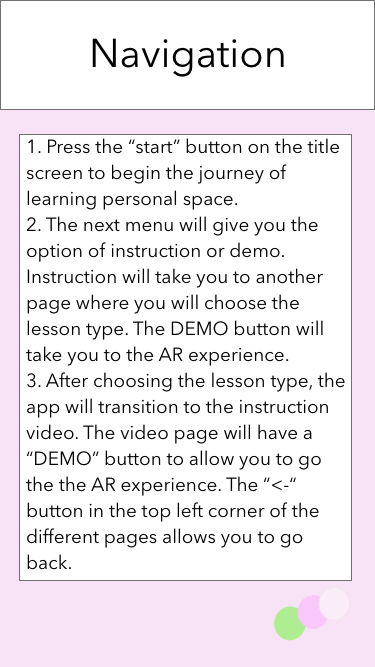 Navigation
1. Press the “start” button on the title
screen to begin the journey of
learning personal space.
2. The next menu will give you the
option of instruction or demo.
Instruction will take you to another
page where you will choose the
lesson type. The DEMO button will
take you to the AR experience.
3. After choosing the lesson type, the
app will transition to the instruction
video. The video page will have a
“DEMO” button to allow you to go
the the AR experience. The “<-“
button in the top left corner of the
different pages allows you to go
back.